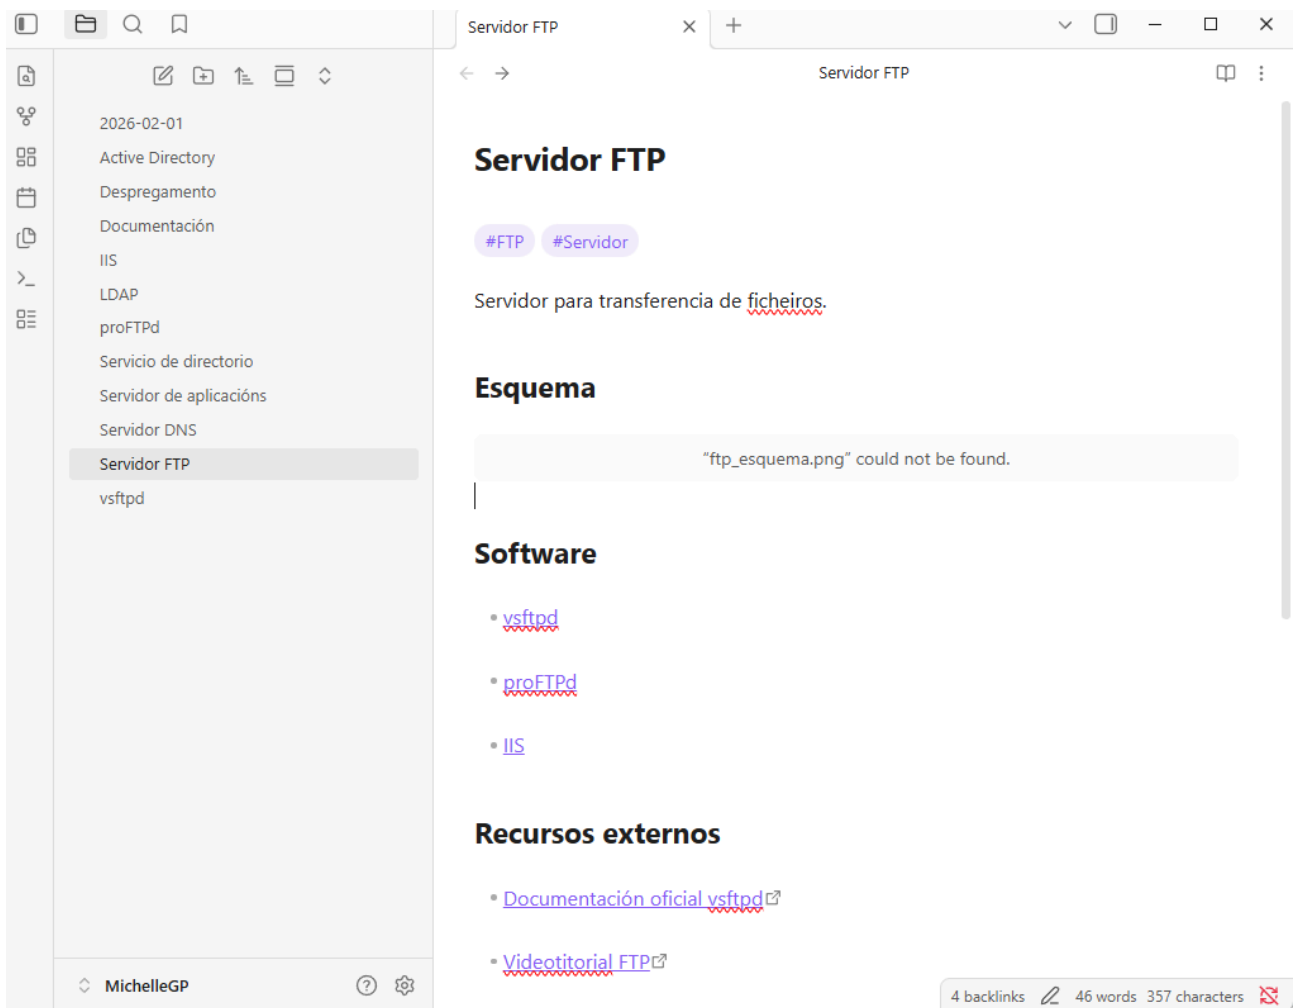 Servidor FTP
Servidor FTP
2026-02-01
Active Directory
Despregamento
Documentación
IIS
LDAP
proFTPd
Servicio de directorio
Servidor de aplicacións
Servidor DNS
Servidor FTP
vsftpd
MichelleGP
Servidor FTP
#FTP #Servidor
Servidor para transferencia de ficheiros.
Esquema
“ftp_esquema.png” could not be found.
Software
vsftpd
proFTPd
IIS
Recursos externos
Documentación oficial vsftpd
Videotitorial FTP
4 backlinks 46 words 357 characters